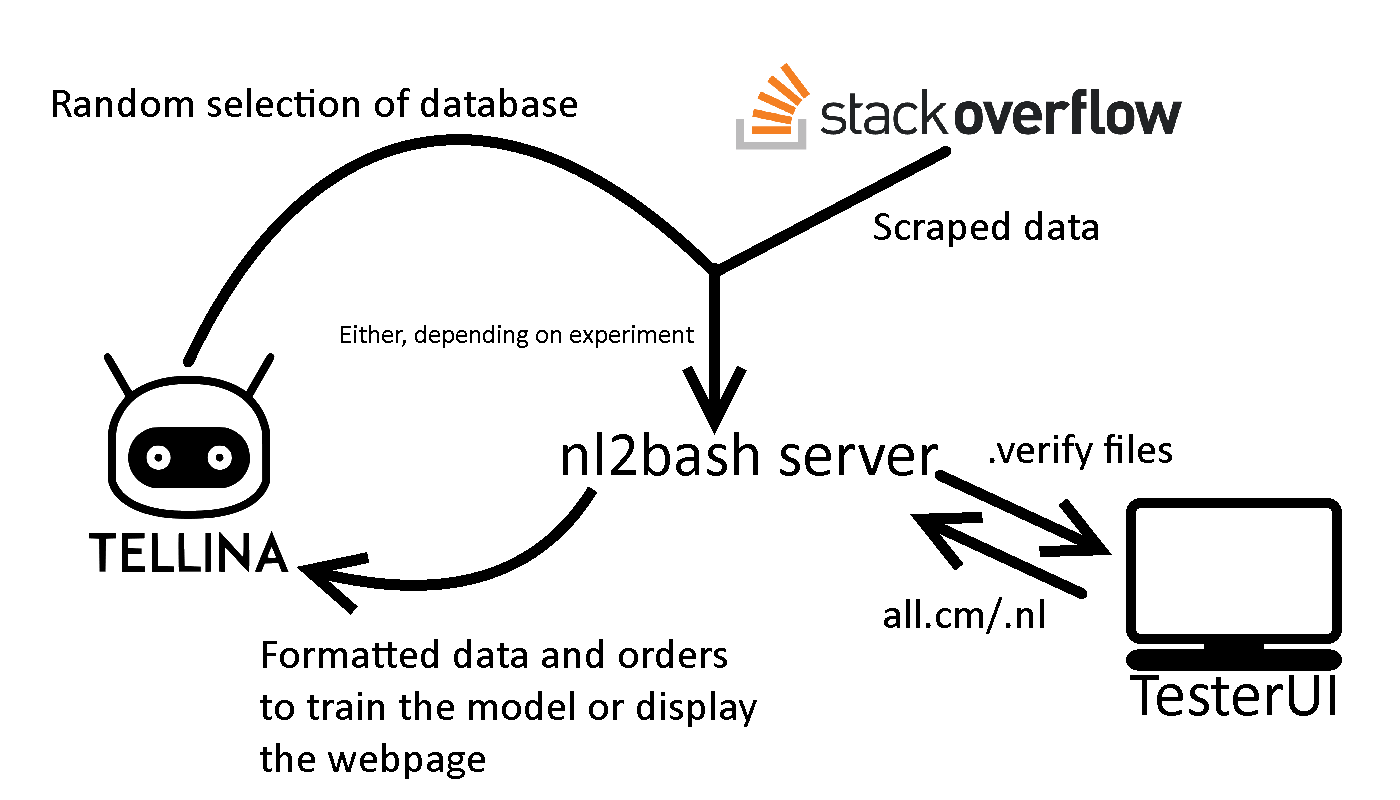 Random selection of database
stackoverflow
Scraped data
Either, depending on experiment
nl2bash server
.verify files
TELLINA
all.cm/.nl
Formatted data and orders
to train the model or display
the webpage
TesterUI